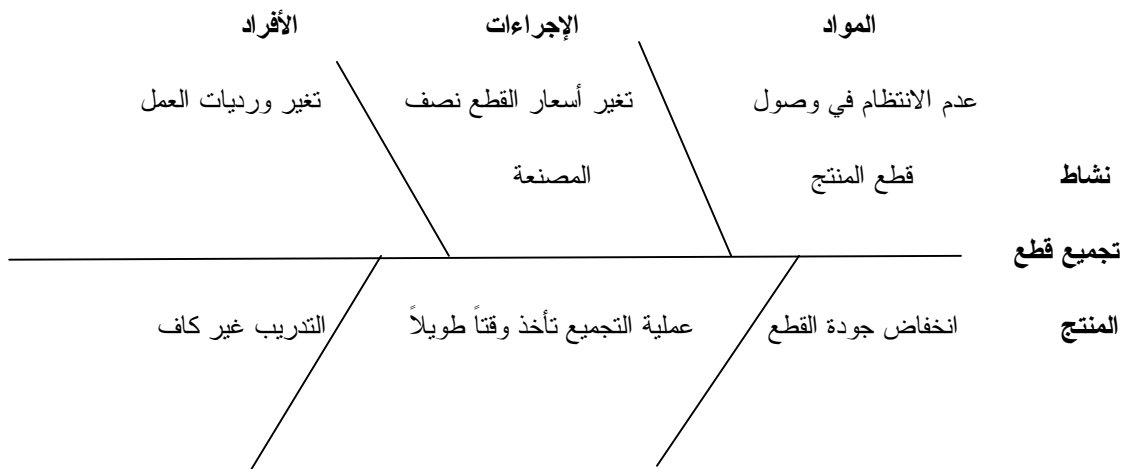 المواد الإجراءات الأفراد
عدم الانتظام في وصول تغير أسعار القطع نصف تغير ورديات العمل
نشاط قطع المنتج المصنعة
تجميع قطع
المنتج انخفاض جودة القطع عملية التجميع تأخذ وقتاً طويلاً التدريب غير كاف